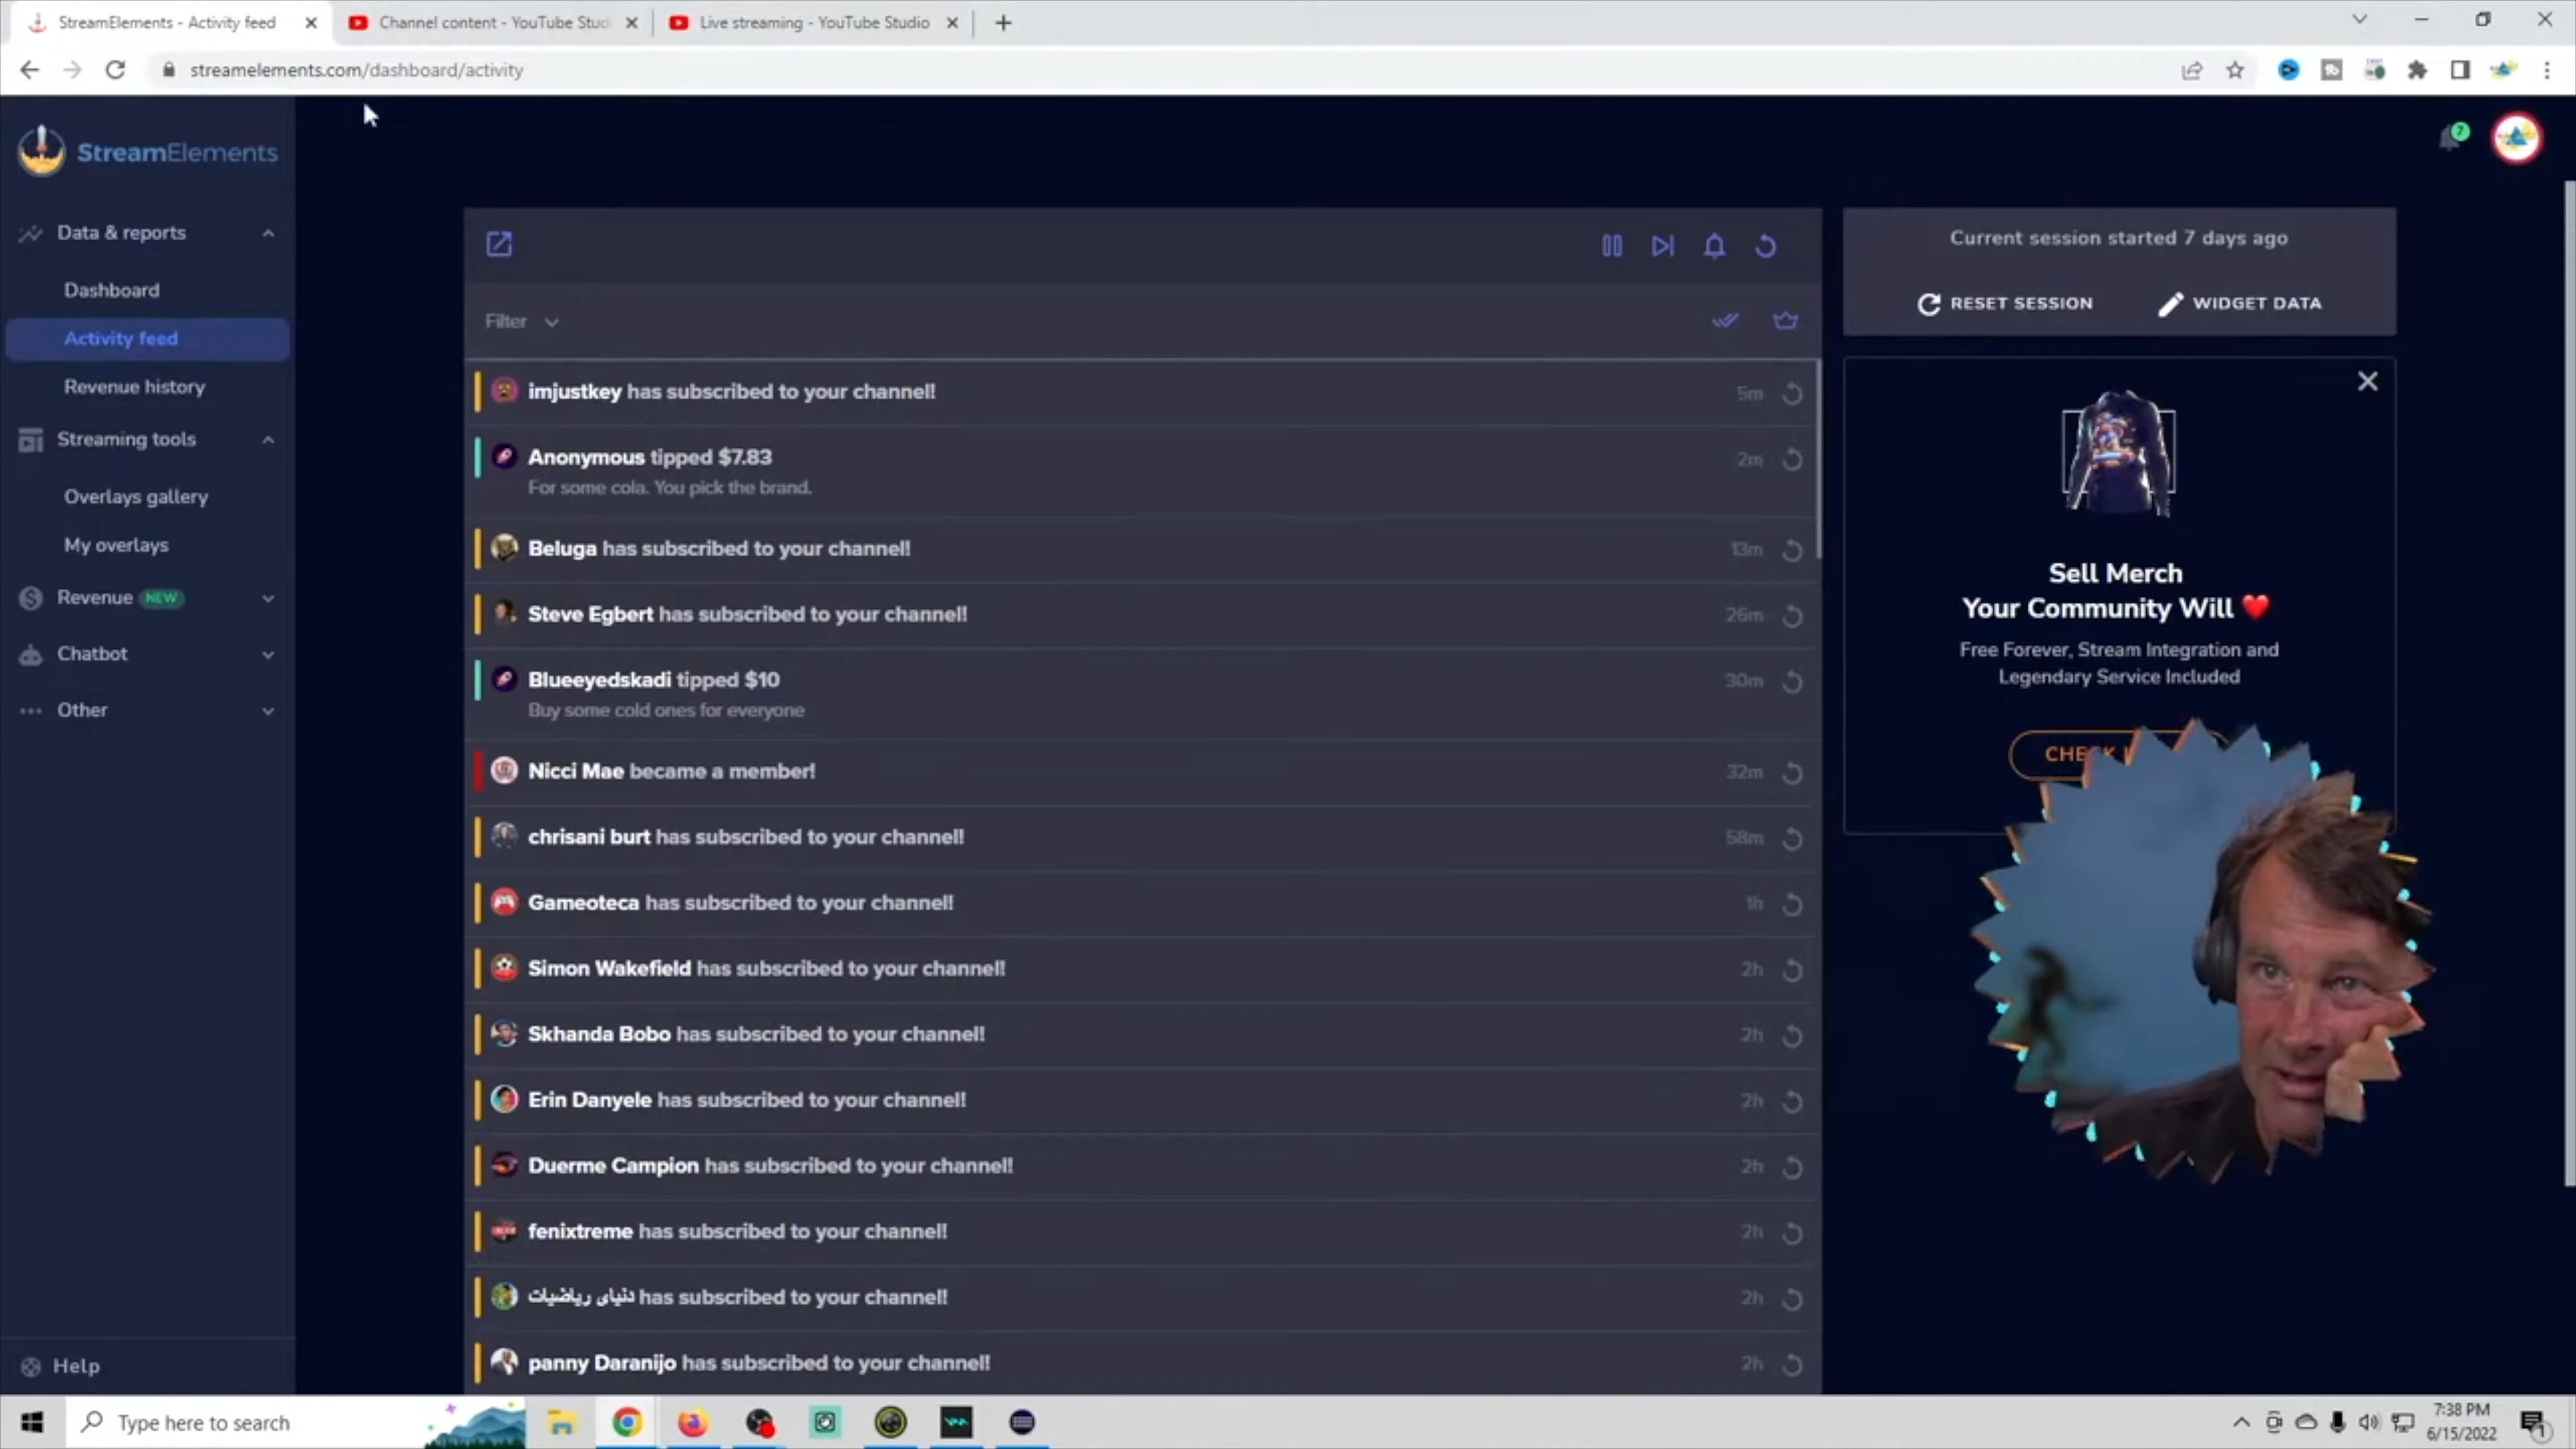 StreamElements - Activity feed
Channel content - YouTube Stud
Live streaming - YouTube Studio
streamelements.com/dashboard/activity
StreamElements
7
Data & reports
Dashboard
Activity feed
Revenue history
Streaming tools
Overlays gallery
My overlays
Revenue NEW
Chatbot
Other
Help
Filter
imjustkey has subscribed to your channel! 5m
Anonymous tipped $7.83 2m
For some cola. You pick the brand.
Beluga has subscribed to your channel! 13m
Steve Egbert has subscribed to your channel! 26m
Blueeyedskadi tipped $10 30m
Buy some cold ones for everyone
Nicci Mae became a member! 32m
chrisani burt has subscribed to your channel! 58m
Gameoteca has subscribed to your channel! 1h
Simon Wakefield has subscribed to your channel! 2h
Skhanda Bobo has subscribed to your channel! 2h
Erin Danyele has subscribed to your channel! 2h
Duerme Campion has subscribed to your channel! 2h
fenixtreme has subscribed to your channel! 2h
دنیای ریاضیات has subscribed to your channel! 2h
panny Daranijo has subscribed to your channel! 2h
Current session started 7 days ago
RESET SESSION WIDGET DATA
Sell Merch
Your Community Will
Free Forever, Stream Integration and
Legendary Service Included
Type here to search
7:38 PM
6/15/2022
1